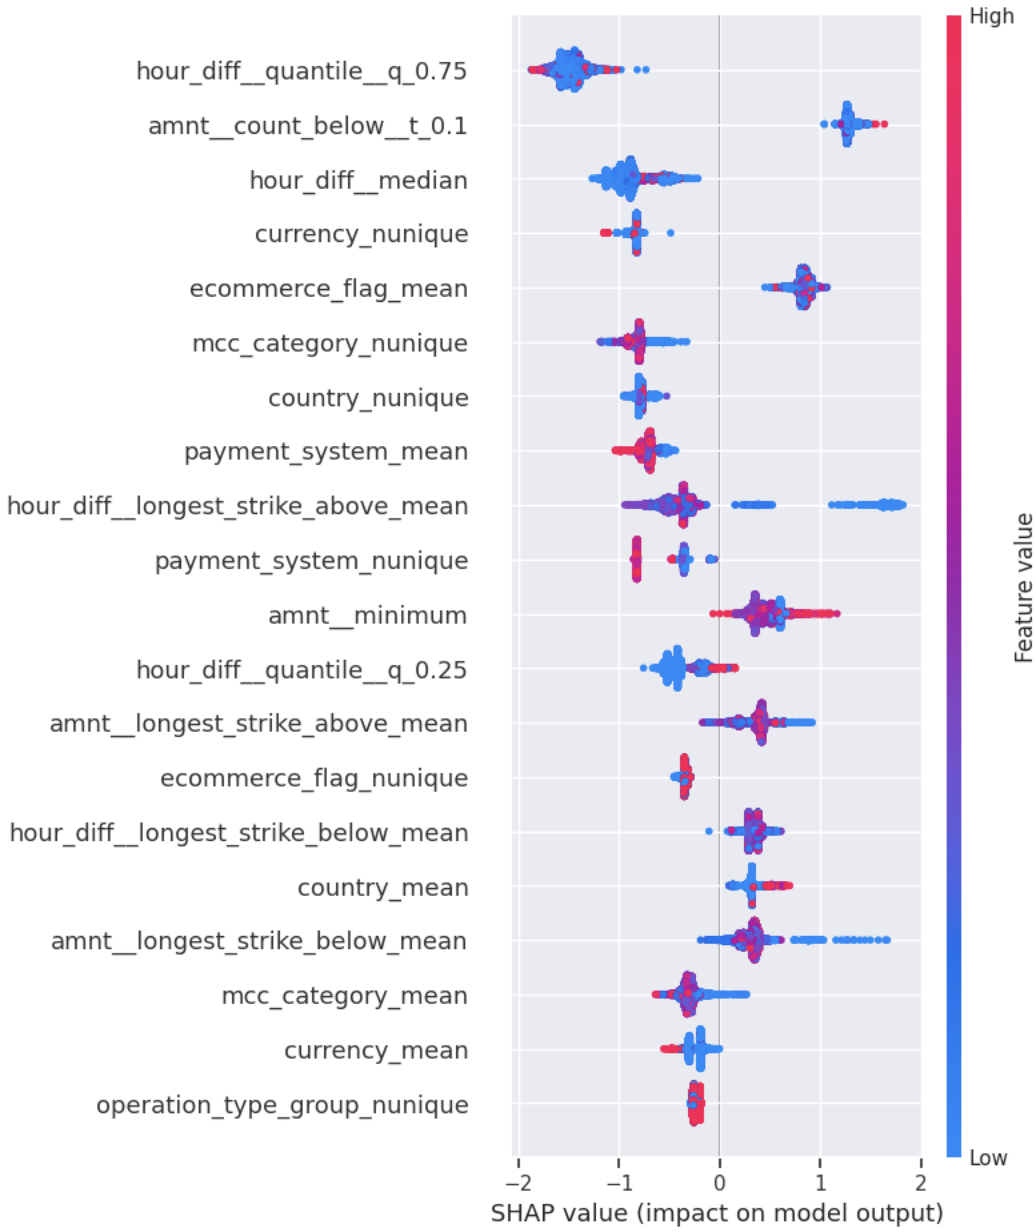 High
hour_diff__quantile__q_0.75
amnt__count_below__t_0.1
hour_diff__median
currency_nunique
ecommerce_flag_mean
mcc_category_nunique
country_nunique
payment_system_mean
hour_diff__longest_strike_above_mean
payment_system_nunique
amnt__minimum
hour_diff__quantile__q_0.25
amnt__longest_strike_above_mean
ecommerce_flag_nunique
hour_diff__longest_strike_below_mean
country_mean
amnt__longest_strike_below_mean
mcc_category_mean
currency_mean
operation_type_group_nunique
Feature value
Low
−2 −1 0 1 2
SHAP value (impact on model output)